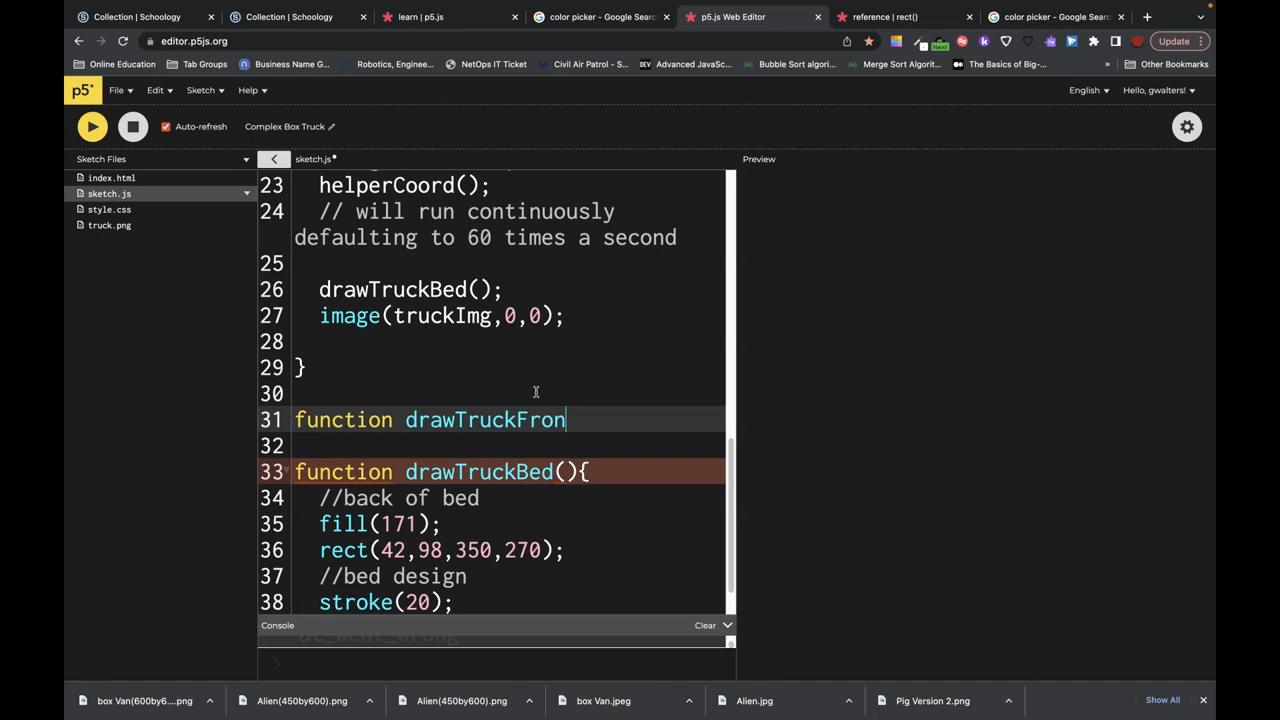 Collection | Schoology
Collection | Schoology
learn | p5.js
color picker - Google Search
p5.js Web Editor
reference | rect()
color picker - Google Searc
editor.p5js.org
New!
Update
Online Education
Tab Groups
Business Name G...
Robotics, Enginee...
NetOps IT Ticket
Civil Air Patrol - S...
DEV Advanced JavaSc...
Bubble Sort algori...
Merge Sort Algorit...
The Basics of Big-...
»
Other Bookmarks
p5*
File
Edit
Sketch
Help
English
Hello, gwalters!
Auto-refresh
Complex Box Truck
Sketch Files
sketch.js
Preview
index.html
sketch.js
style.css
truck.png
23 helperCoord();
24 // will run continuously
defaulting to 60 times a second
25
26 drawTruckBed();
27 image(truckImg,0,0);
28
29 }
30
31 function drawTruckFron
32
33 function drawTruckBed(){
34 //back of bed
35 fill(171);
36 rect(42,98,350,270);
37 //bed design
38 stroke(20);
Console
Clear
>
box Van(600by6....png
Alien(450by600).png
Alien(450by600).png
box Van.jpeg
Alien.jpg
Pig Version 2.png
Show All